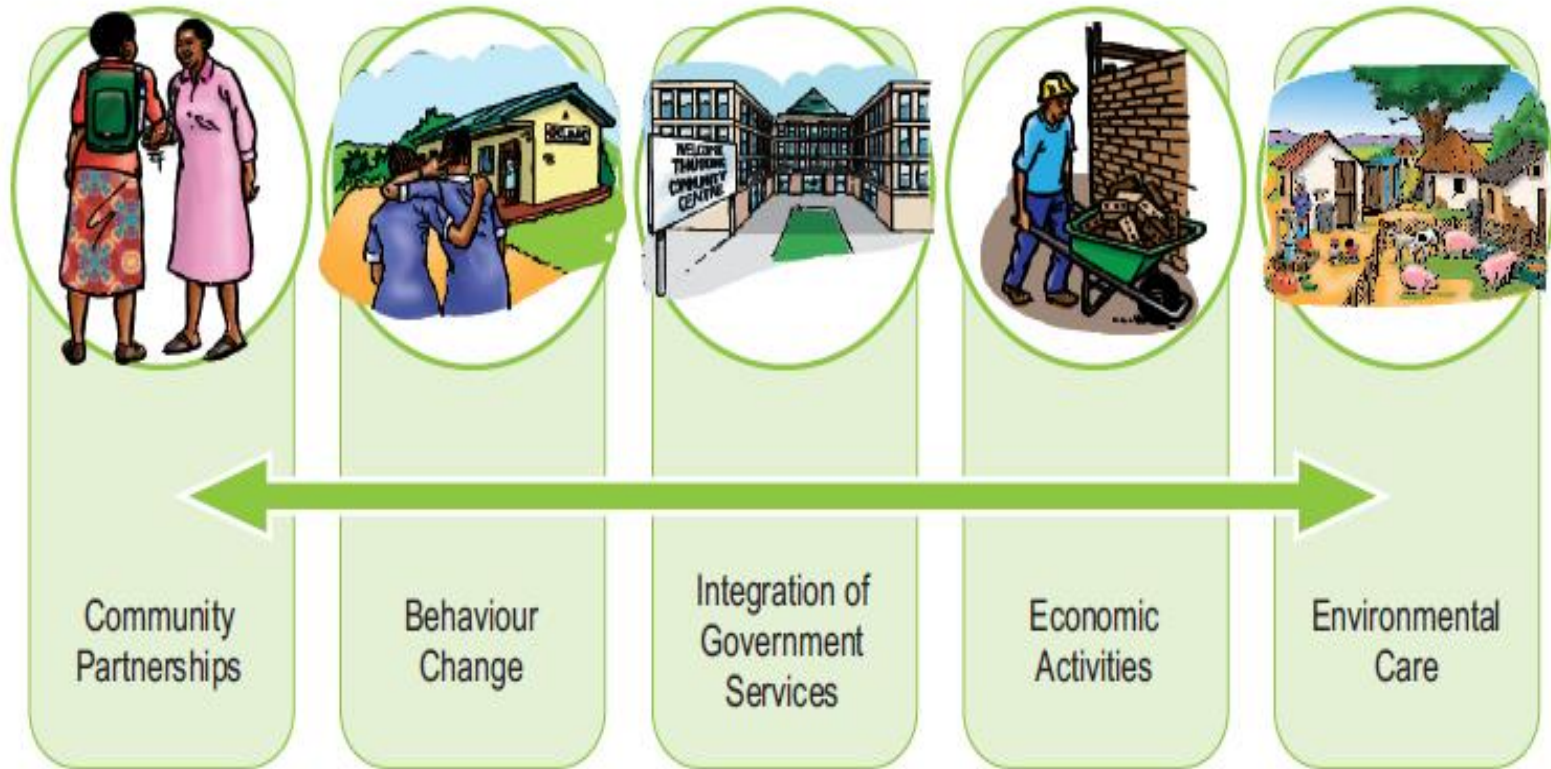 WELCOME
THUSONG
COMMUNITY
CENTRE
Community
Partnerships
Behaviour
Change
Integration of
Government
Services
Economic
Activities
Environmental
Care